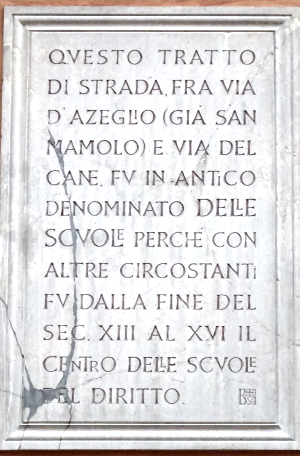 QVESTO TRATTO
DI STRADA, FRA VIA
D'AZEGLIO (GIÀ SAN
MAMOLO) E VIA DEL
CANE, FV IN ANTICO
DENOMINATO DELLE
SCVOLE PERCHÈ CON
ALTRE CIRCOSTANTI
FV DALLA FINE DEL
SEC. XIII AL XVI IL
CENTRO DELLE SCVOLE
DEL DIRITTO.